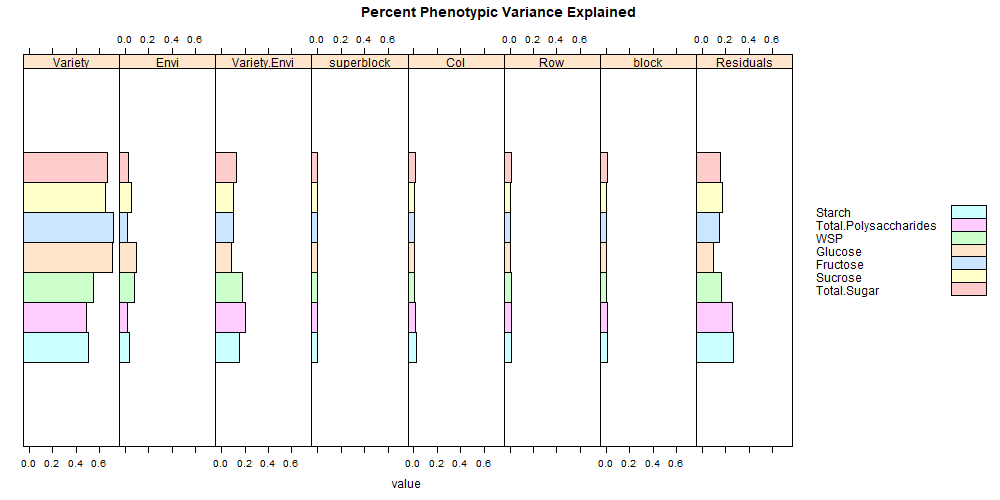 Percent Phenotypic Variance Explained
0.0 0.2 0.4 0.6 0.0 0.2 0.4 0.6 0.0 0.2 0.4 0.6 0.0 0.2 0.4 0.6
Variety Envi Variety.Envi superblock Col Row block Residuals
Starch
Total.Polysaccharides
WSP
Glucose
Fructose
Sucrose
Total.Sugar
0.0 0.2 0.4 0.6 0.0 0.2 0.4 0.6 0.0 0.2 0.4 0.6 0.0 0.2 0.4 0.6
value